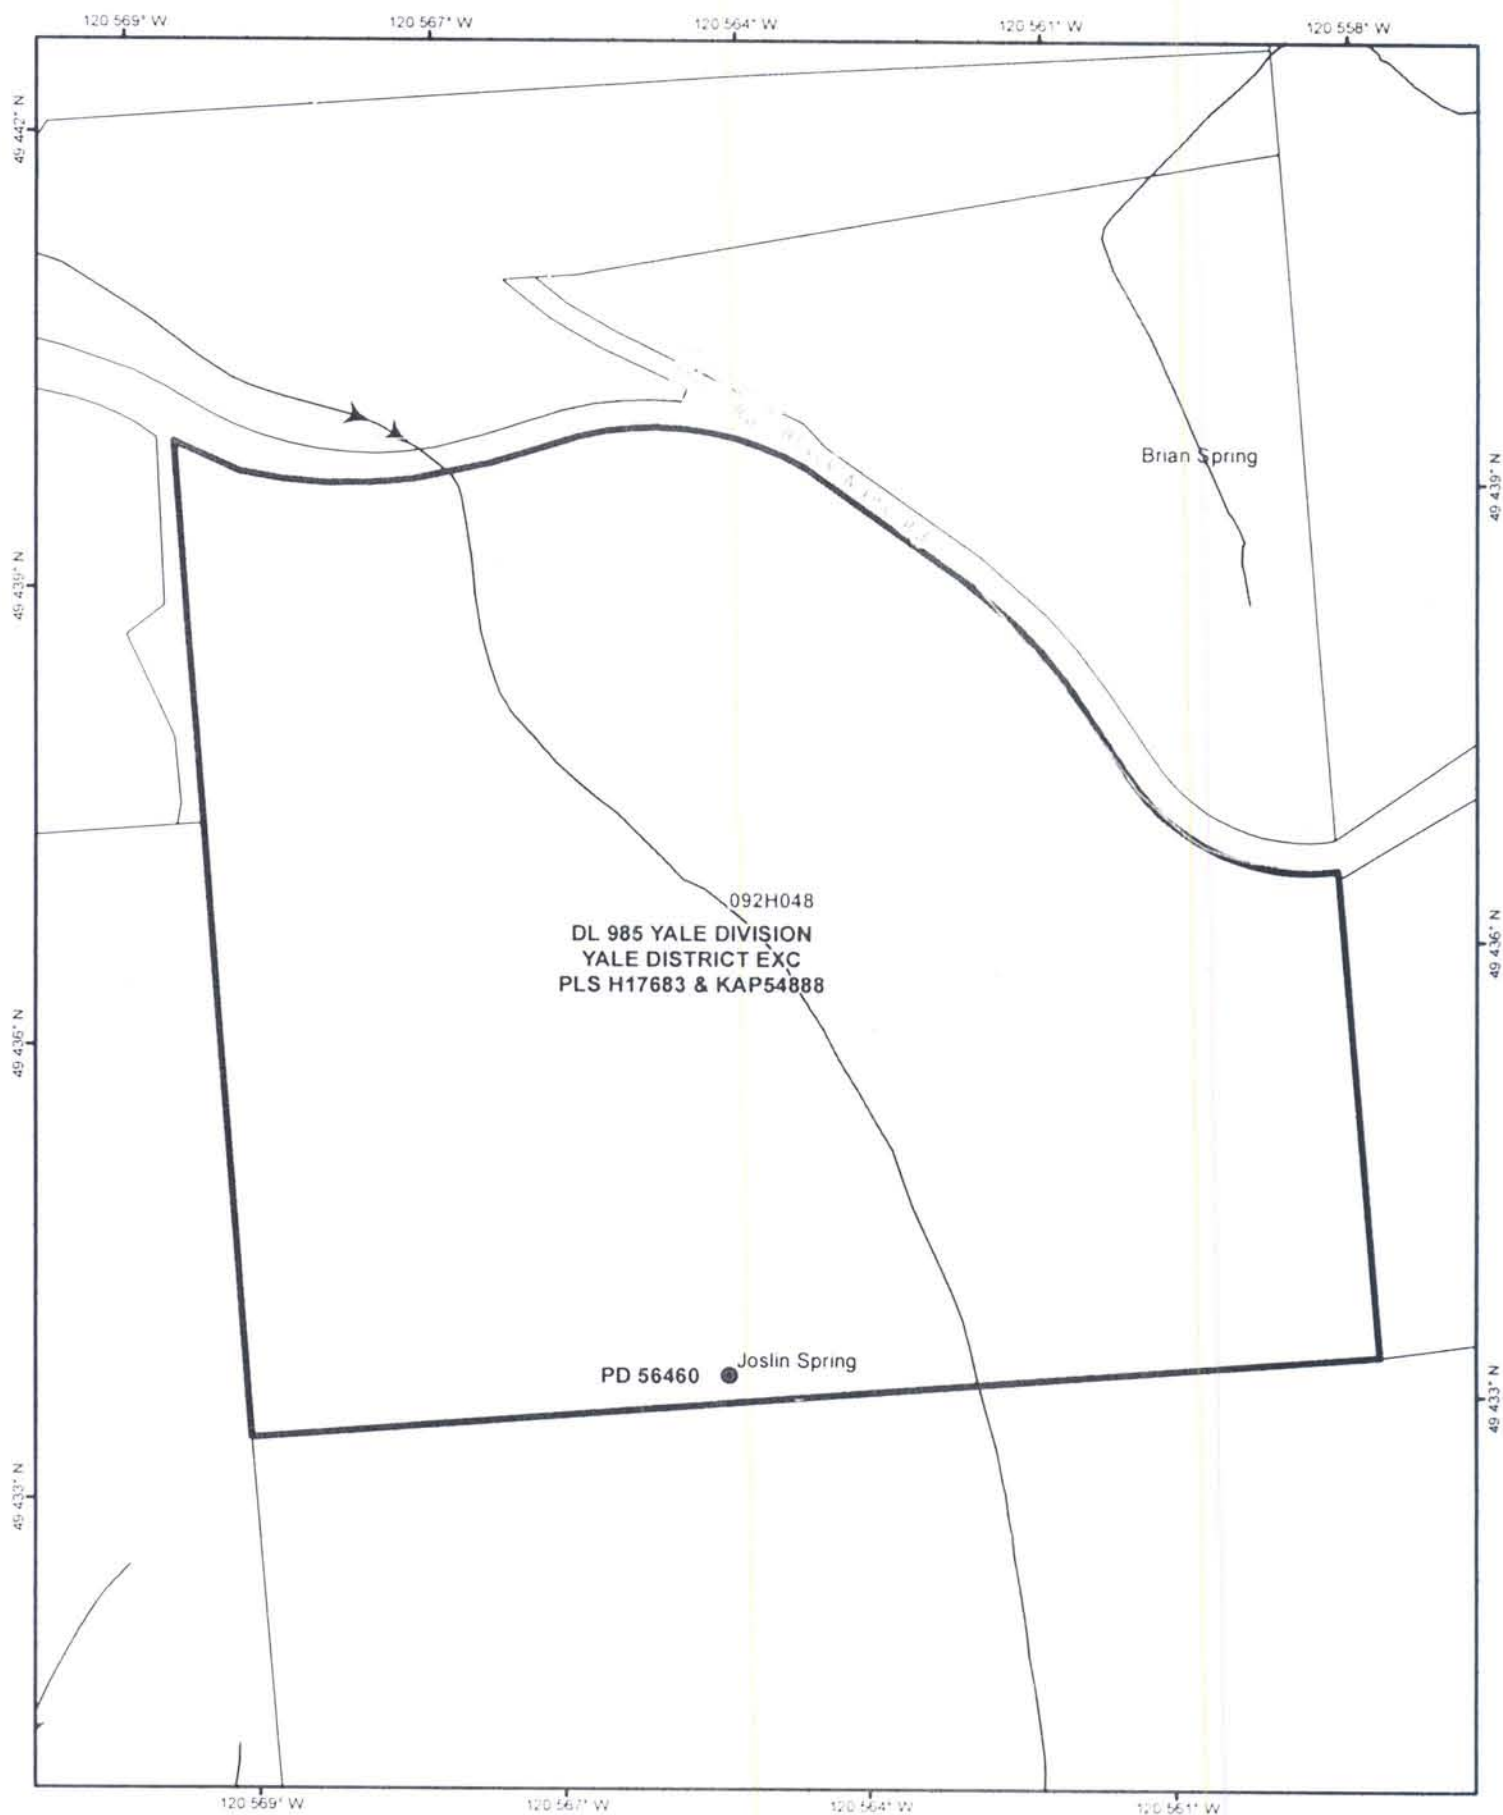 120 569° W
120 567° W
120 564° W
120 561° W
120 558° W
49 442° N
49 439° N
49 439° N
Brian Spring
092H048
DL 985 YALE DIVISION
YALE DISTRICT EXC
PLS H17683 & KAP54888
49 436° N
49 436° N
Joslin Spring
PD 56460
49 433° N
49 433° N
120 569° W
120 567° W
120 564° W
120 561° W